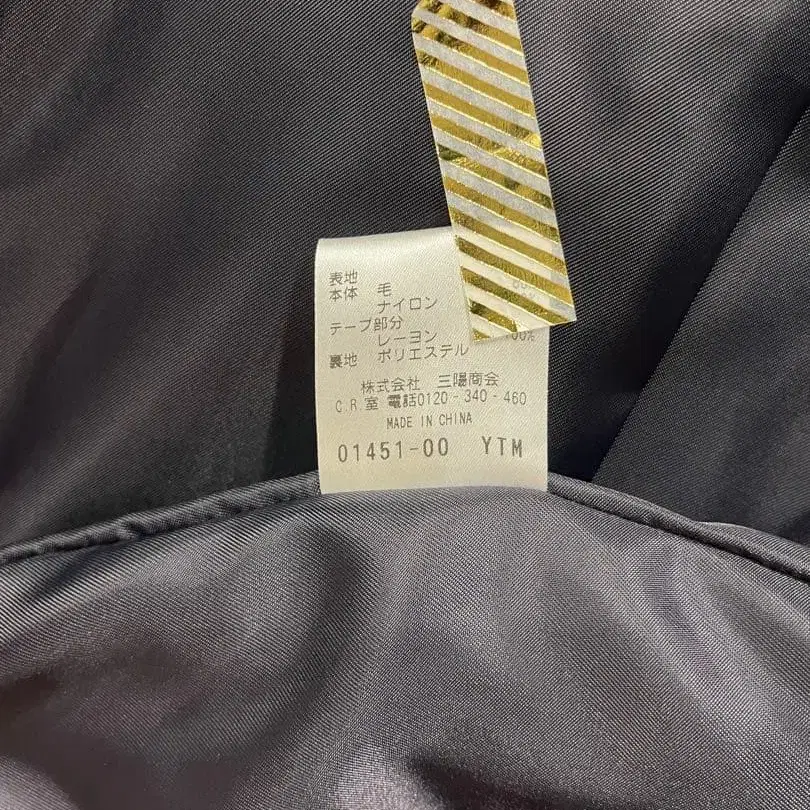 表地
本体 毛
ナイロン
テープ部分
レーヨン 100%
裏地 ポリエステル
株式会社 三陽商会
C.R.室 電話0120-340-460
MADE IN CHINA
01451-00 YTM